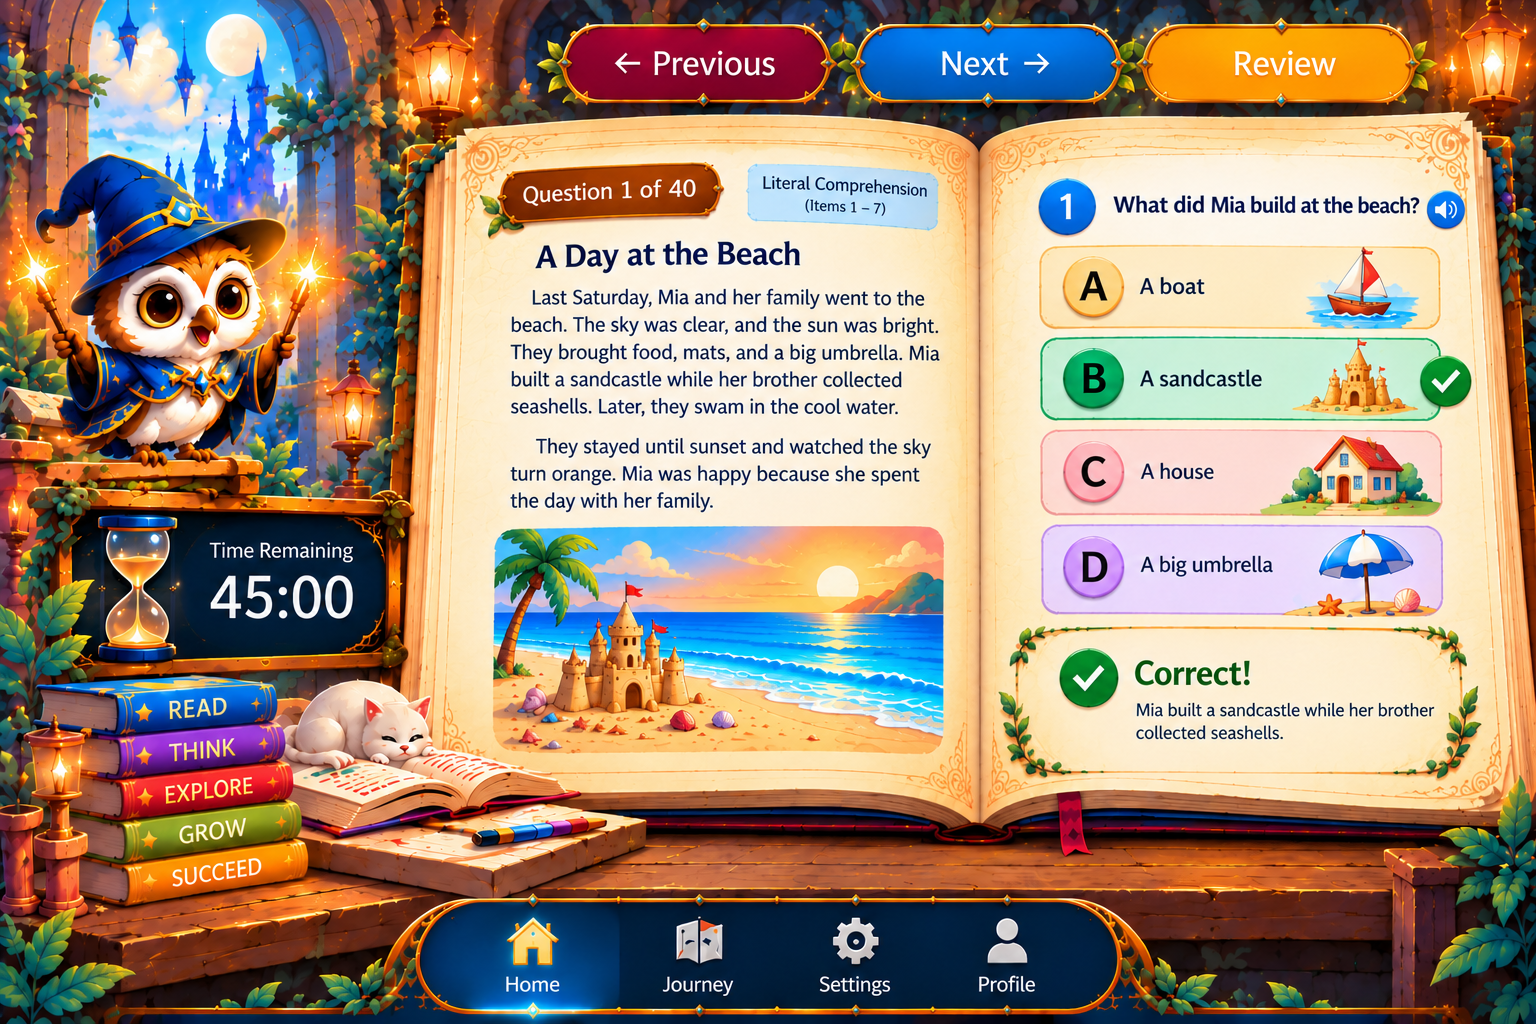 ← Previous
Next →
Review
Question 1 of 40
Literal Comprehension
(Items 1 – 7)
A Day at the Beach
Last Saturday, Mia and her family went to the
beach. The sky was clear, and the sun was bright.
They brought food, mats, and a big umbrella. Mia
built a sandcastle while her brother collected
seashells. Later, they swam in the cool water.
They stayed until sunset and watched the sky
turn orange. Mia was happy because she spent
the day with her family.
1 What did Mia build at the beach?
A A boat
B A sandcastle
C A house
D A big umbrella
Correct!
Mia built a sandcastle while her brother
collected seashells.
Time Remaining
45:00
READ
THINK
EXPLORE
GROW
SUCCEED
Home
Journey
Settings
Profile